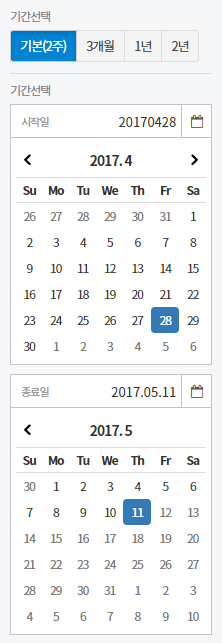 기간선택
기본(2주) 3개월 1년 2년
기간선택
시작일 20170428
2017. 4
Su Mo Tu We Th Fr Sa
26 27 28 29 30 31 1
2 3 4 5 6 7 8
9 10 11 12 13 14 15
16 17 18 19 20 21 22
23 24 25 26 27 28 29
30 1 2 3 4 5 6
종료일 2017.05.11
2017. 5
Su Mo Tu We Th Fr Sa
30 1 2 3 4 5 6
7 8 9 10 11 12 13
14 15 16 17 18 19 20
21 22 23 24 25 26 27
28 29 30 31 1 2 3
4 5 6 7 8 9 10